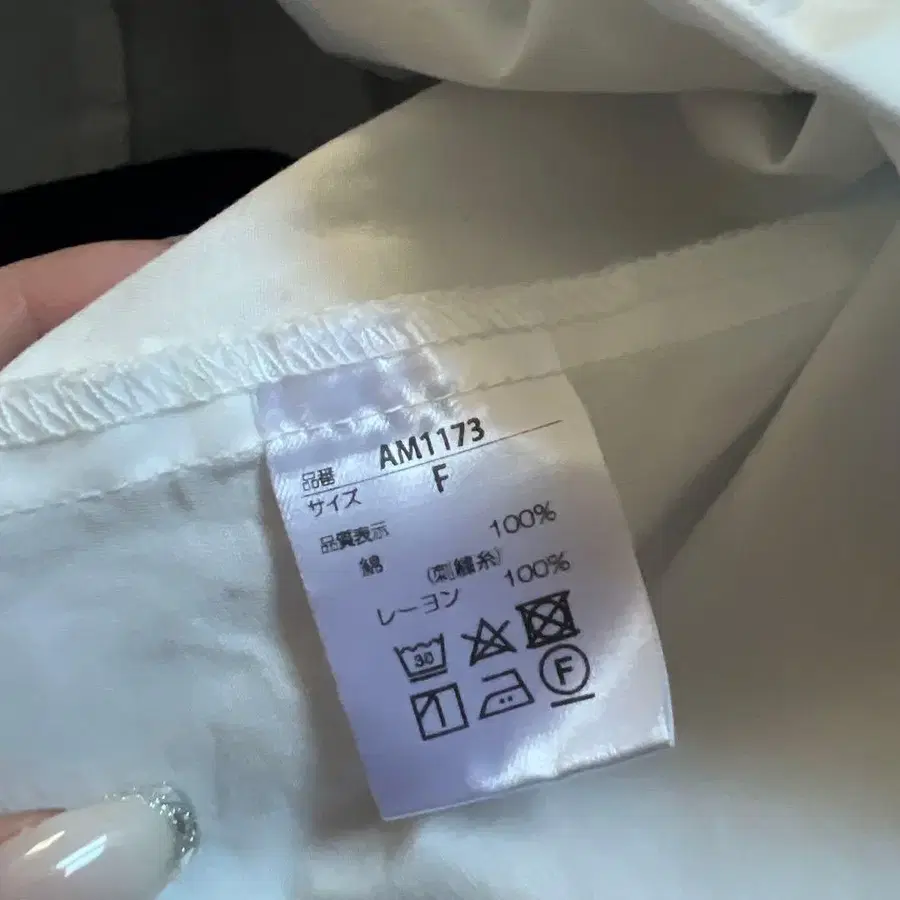 品番 AM1173
サイズ F
品質表示
綿 100%
(刺繍糸)
レーヨン 100%
30
F